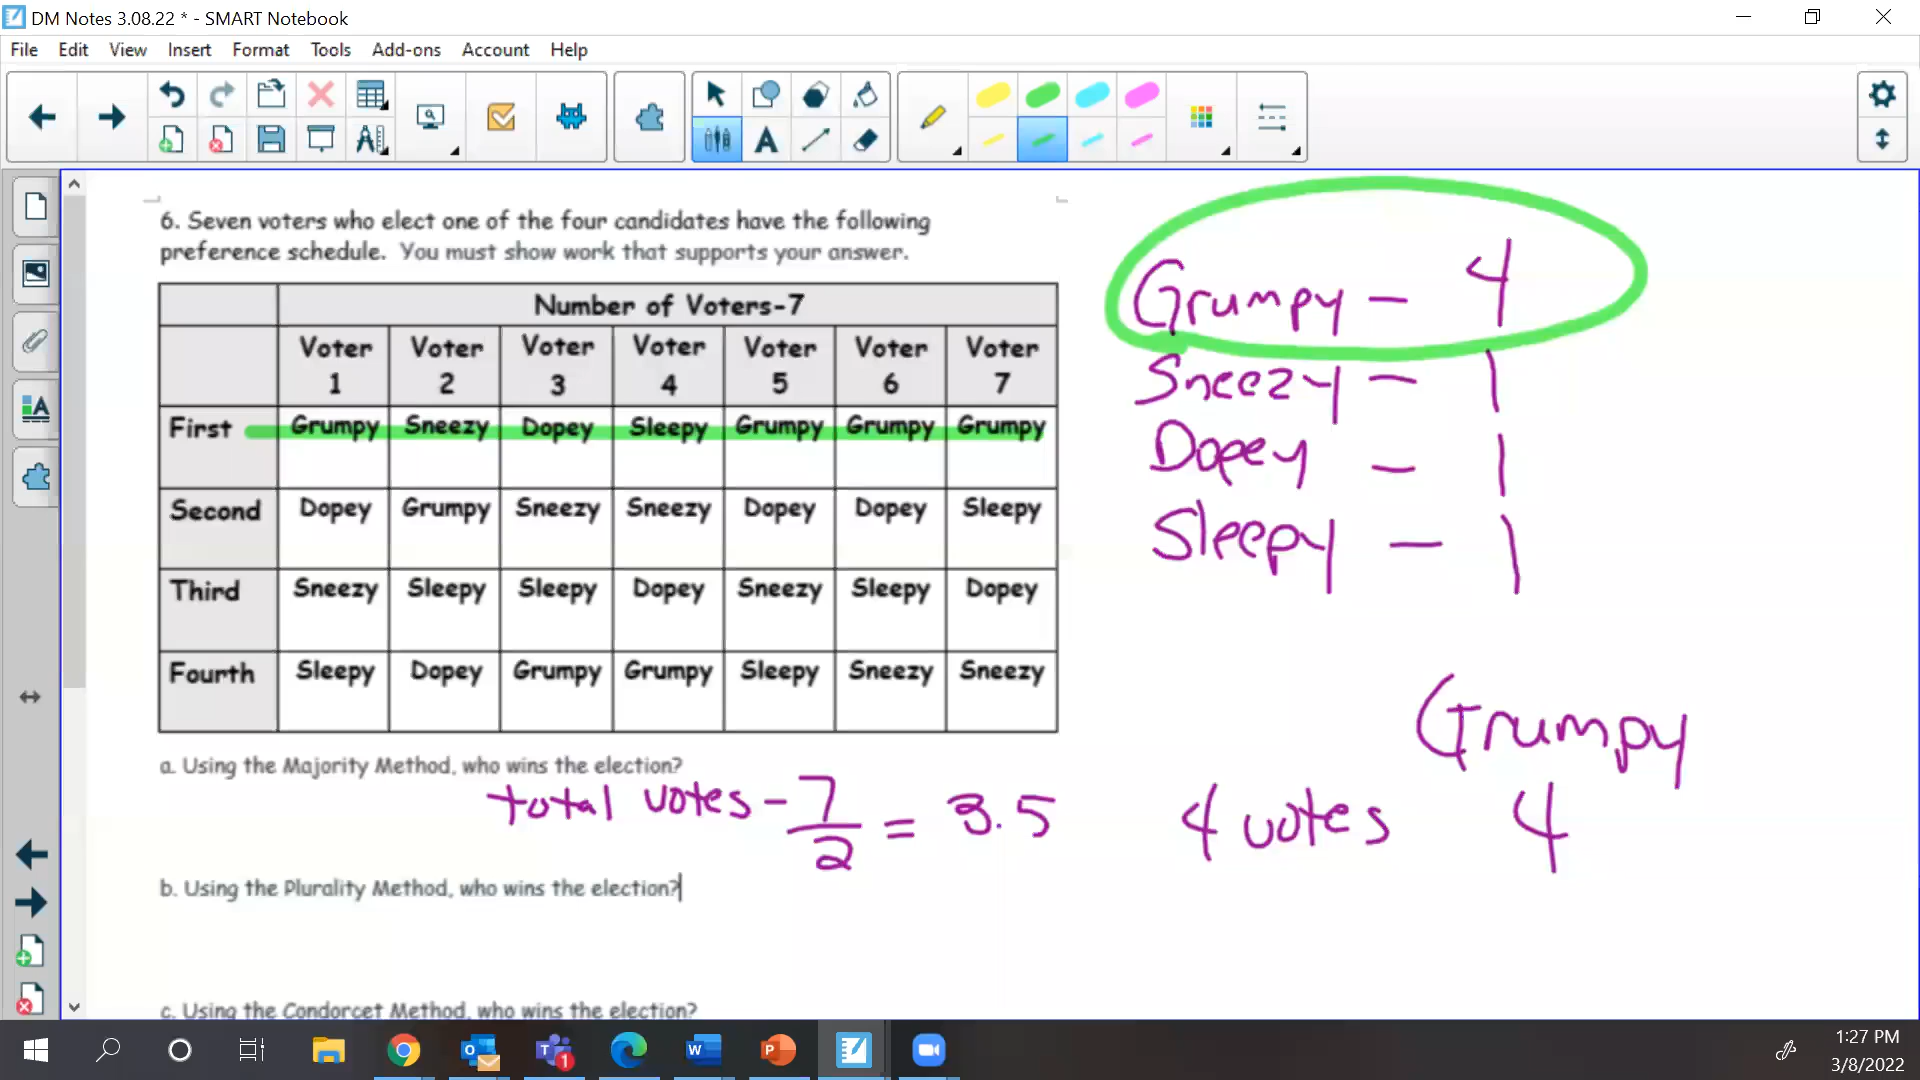 DM Notes 3.08.22 * - SMART Notebook
File Edit View Insert Format Tools Add-ons Account Help
6. Seven voters who elect one of the four candidates have the following
preference schedule. You must show work that supports your answer.
Number of Voters-7
Voter 1 Voter 2 Voter 3 Voter 4 Voter 5 Voter 6 Voter 7
First Grumpy Sneezy Dopey Sleepy Grumpy Grumpy Grumpy
Second Dopey Grumpy Sneezy Sneezy Dopey Dopey Sleepy
Third Sneezy Sleepy Sleepy Dopey Sneezy Sleepy Dopey
Fourth Sleepy Dopey Grumpy Grumpy Sleepy Sneezy Sneezy
Grumpy - 4
Sneezy - 1
Dopey - 1
Sleepy - 1
a. Using the Majority Method, who wins the election?
Grumpy
total votes - 7/2 = 3.5 4 votes 4
b. Using the Plurality Method, who wins the election?
c. Using the Condorcet Method, who wins the election?
1:27 PM
3/8/2022